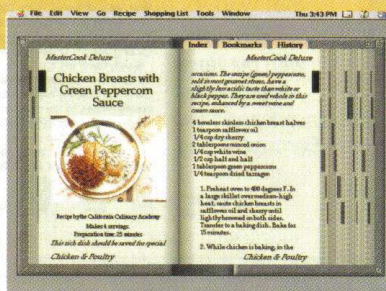 File Edit View Go Recipe Shopping List Tools Window Thu 3:43 PM
Index Bookmarks History
MasterCook Deluxe
Chicken Breasts with
Green Peppercorn
Sauce
Recipe by the California Culinary Academy
Makes 4 servings.
Preparation time: 25 minutes
This rich dish should be saved for special
Chicken & Poultry
MasterCook Deluxe
occasions. The unripe (green) peppercorns,
sold in most gourmet stores, have a
slightly less acidic taste than white or
black pepper. They are used whole in this
recipe, enhanced by a sweet wine and
cream sauce.
4 boneless skinless chicken breast halves
1 teaspoon safflower oil
1/4 cup dry sherry
2 tablespoons minced onion
1/4 cup white wine
1/2 cup half and half
1 tablespoon green peppercorns
1/4 teaspoon dried tarragon
1. Preheat oven to 400 degrees F. In
a large skillet over medium-high
heat, saute chicken breasts in
safflower oil and sherry until
lightly browned on both sides.
Transfer to a baking dish. Bake for
15 minutes.
2. While chicken is baking, in the
Chicken & Poultry